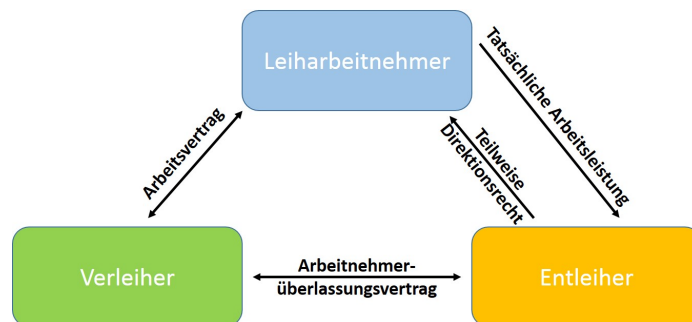 Leiharbeitnehmer
Tatsächliche Arbeitsleistung
Arbeitsvertrag
Teilweise
Direktionsrecht
Verleiher
Arbeitnehmer-
überlassungsvertrag
Entleiher